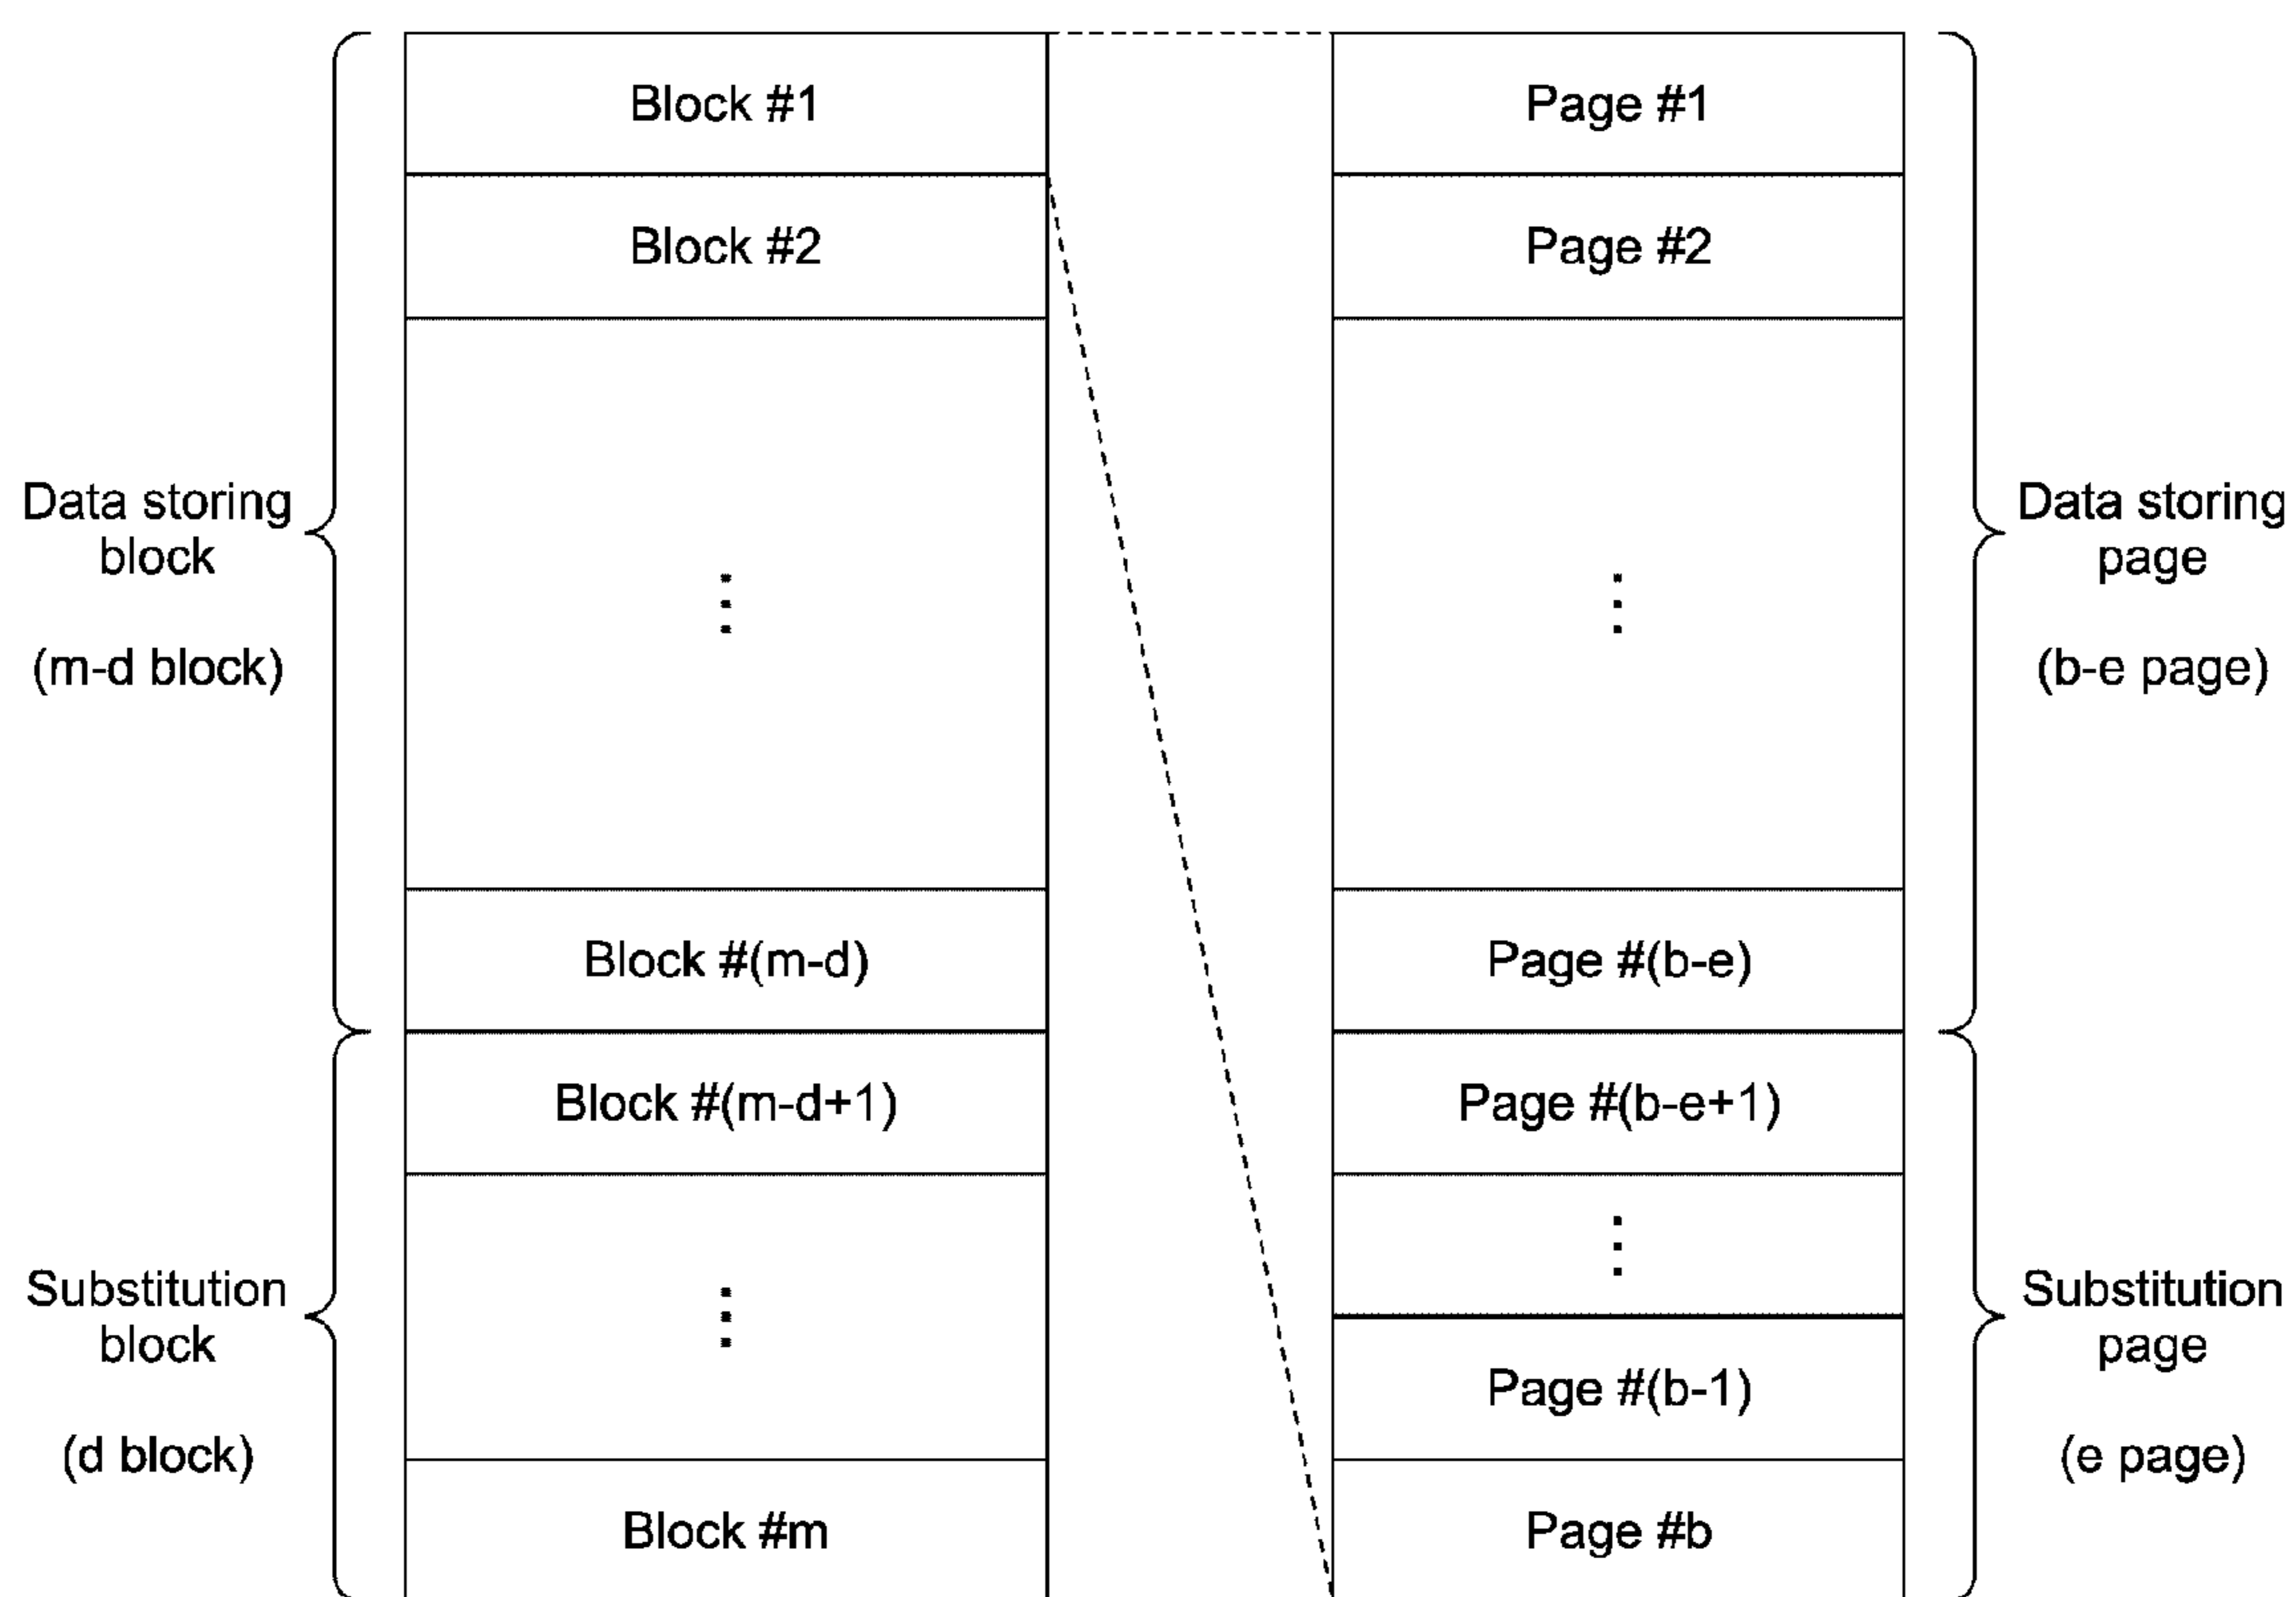 Block #1
Block #2
Block #(m-d)
Block #(m-d+1)
Block #m
Data storing
block
(m-d block)
Substitution
block
(d block)
Page #1
Page #2
Page #(b-e)
Page #(b-e+1)
Page #(b-1)
Page #b
Data storing
page
(b-e page)
Substitution
page
(e page)